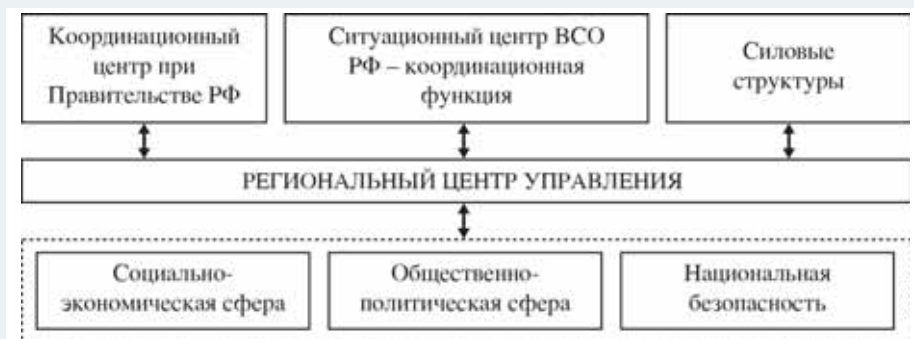 Координационный
центр при
Правительстве РФ
Ситуационный центр ВСО
РФ – координационная
функция
Силовые
структуры
РЕГИОНАЛЬНЫЙ ЦЕНТР УПРАВЛЕНИЯ
Социально-
экономическая сфера
Общественно-
политическая сфера
Национальная
безопасность